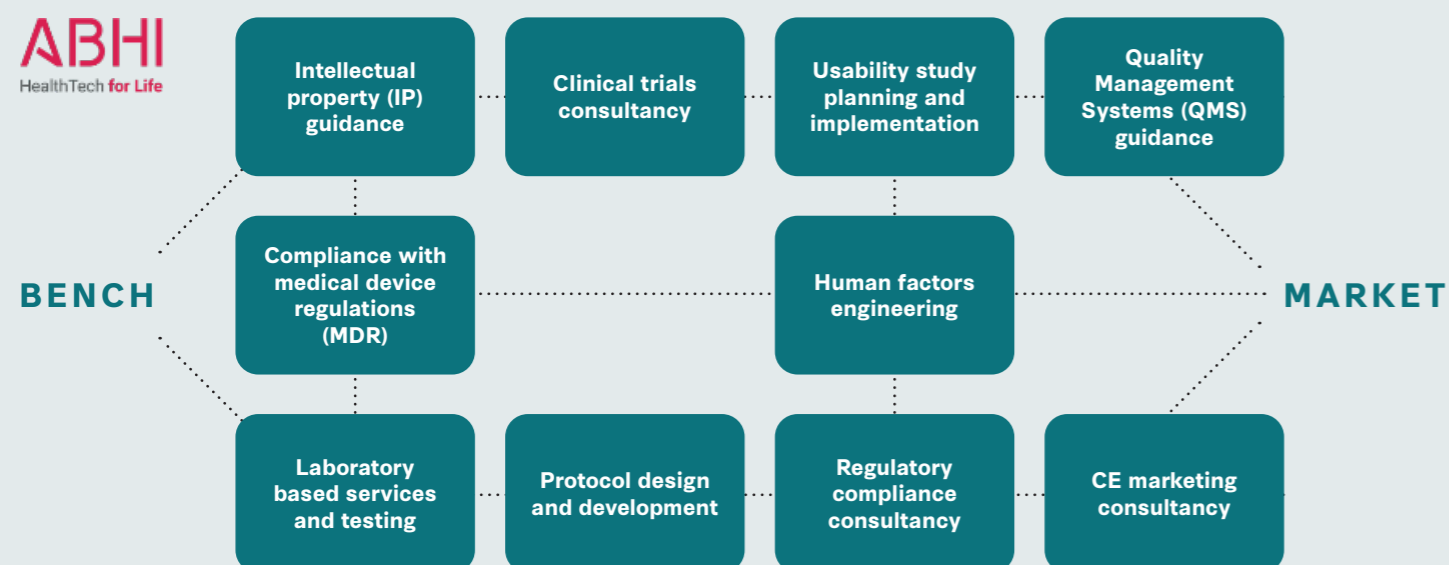 ABHI
HealthTech for Life
Intellectual
property (IP)
guidance
Clinical trials
consultancy
Usability study
planning and
implementation
Quality
Management
Systems (QMS)
guidance
BENCH
Compliance with
medical device
regulations
(MDR)
Human factors
engineering
MARKET
Laboratory
based services
and testing
Protocol design
and development
Regulatory
compliance
consultancy
CE marketing
consultancy